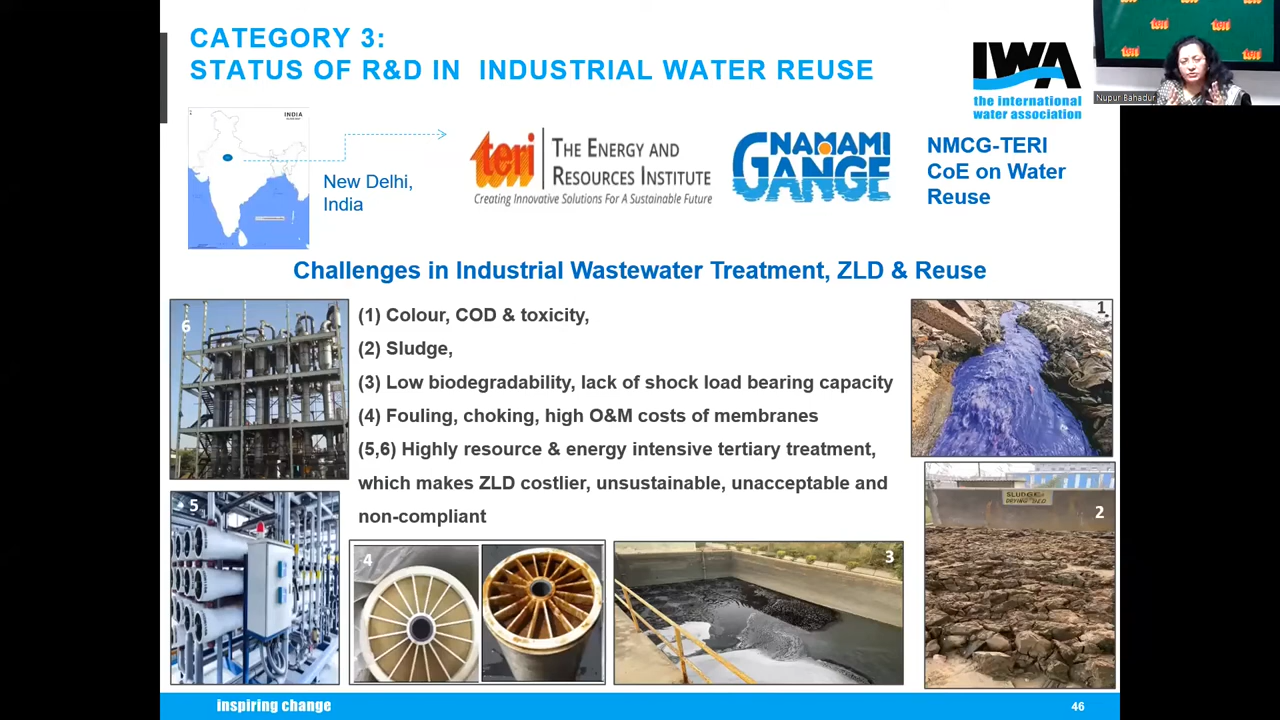 CATEGORY 3:
STATUS OF R&D IN INDUSTRIAL WATER REUSE
IWA
the international
water association
teri
teri
teri
teri
Nupur Bahadur
INDIA
New Delhi,
India
teri
THE ENERGY AND
RESOURCES INSTITUTE
Creating Innovative Solutions For A Sustainable Future
NAMAMI
GANGE
NMCG-TERI
CoE on Water
Reuse
Challenges in Industrial Wastewater Treatment, ZLD & Reuse
6
(1) Colour, COD & toxicity,
(2) Sludge,
(3) Low biodegradability, lack of shock load bearing capacity
(4) Fouling, choking, high O&M costs of membranes
(5,6) Highly resource & energy intensive tertiary treatment,
which makes ZLD costlier, unsustainable, unacceptable and
non-compliant
1.
SLUDGE
DRYING BED
2
5
4
3
inspiring change
46